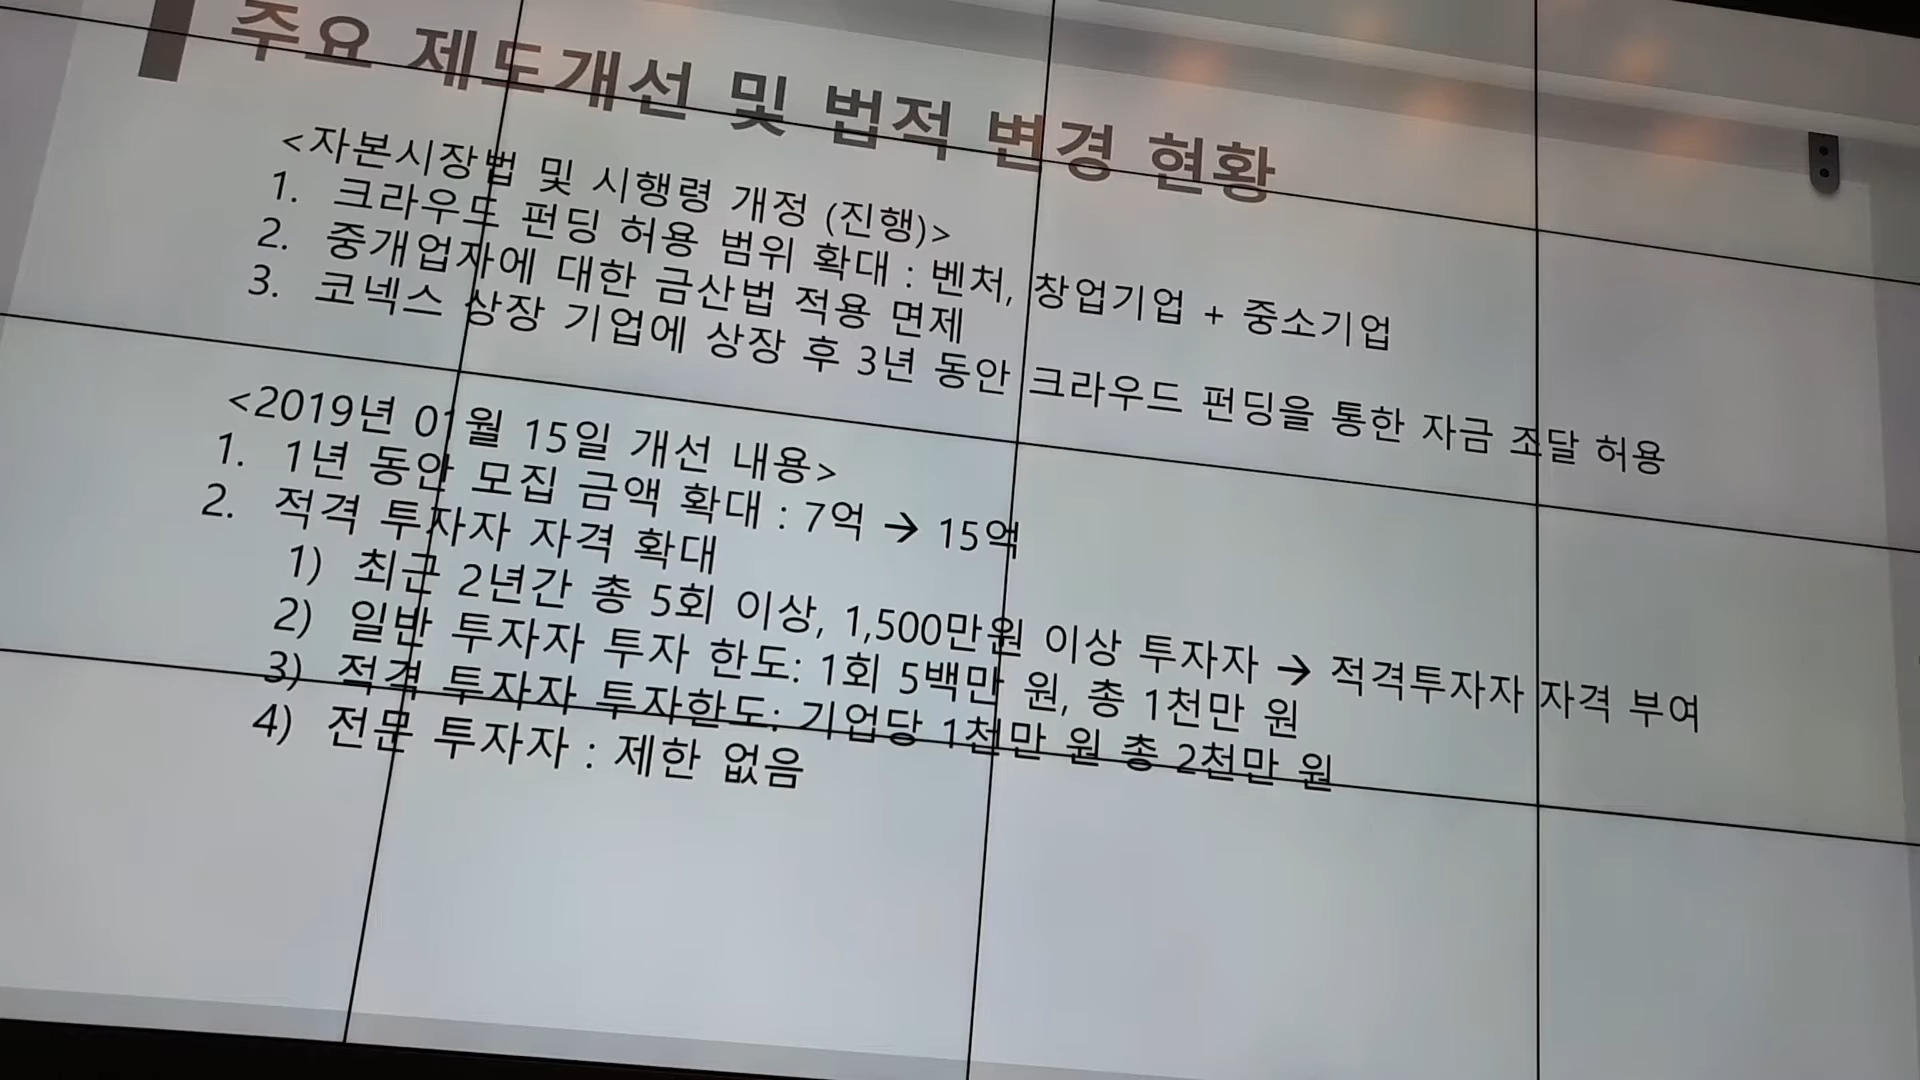 주요 제도개선 및 법적 변경 현황
<자본시장법 및 시행령 개정 (진행)>
1. 크라우드 펀딩 허용 범위 확대 : 벤처, 창업기업 + 중소기업
2. 중개업자에 대한 금산법 적용 면제
3. 코넥스 상장 기업에 상장 후 3년 동안 크라우드 펀딩을 통한 자금 조달 허용
<2019년 01월 15일 개선 내용>
1. 1년 동안 모집 금액 확대 : 7억 → 15억
2. 적격 투자자 자격 확대
1) 최근 2년간 총 5회 이상, 1,500만원 이상 투자자 → 적격투자자 자격 부여
2) 일반 투자자 투자 한도: 1회 5백만 원, 총 1천만 원
3) 적격 투자자 투자한도: 기업당 1천만 원 총 2천만 원
4) 전문 투자자 : 제한 없음